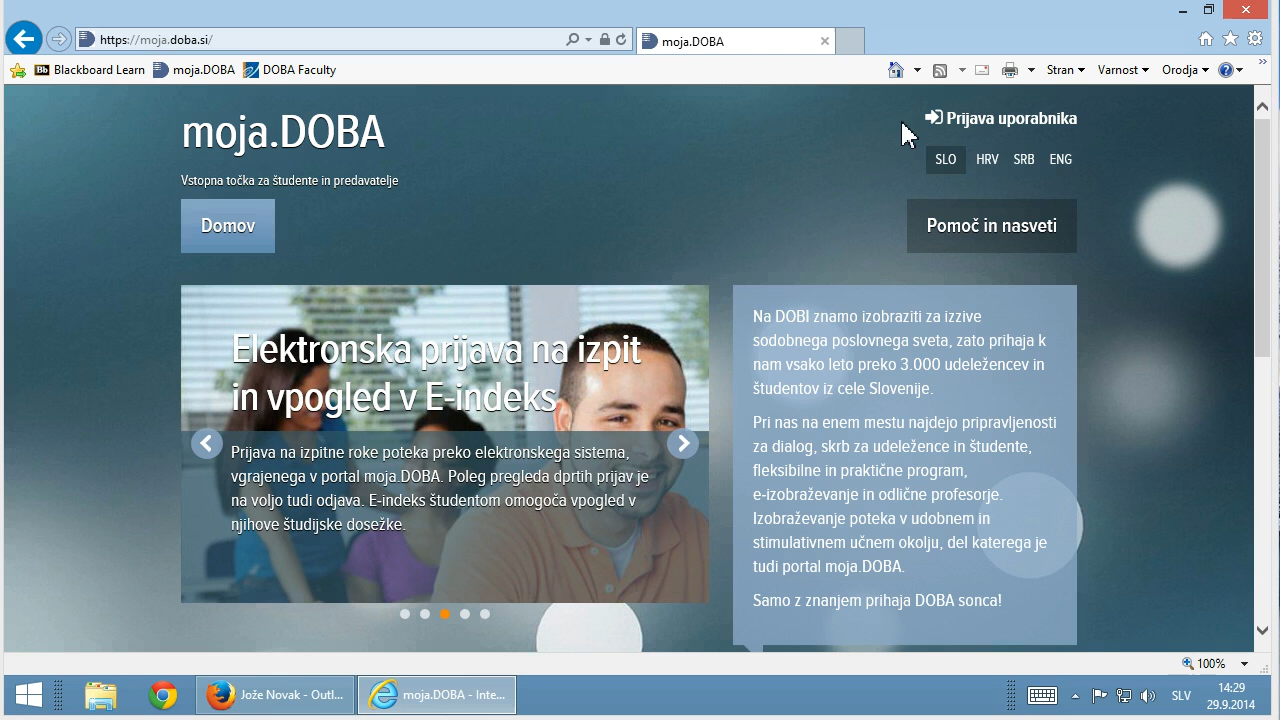 https://moja.doba.si/
moja.DOBA
Blackboard Learn
moja.DOBA
DOBA Faculty
Stran
Varnost
Orodja
moja.DOBA
Prijava uporabnika
SLO HRV SRB ENG
Vstopna točka za študente in predavatelje
Domov
Pomoč in nasveti
Elektronska prijava na izpit
in vpogled v E-indeks
Prijava na izpitne roke poteka preko elektronskega sistema,
vgrajenega v portal moja.DOBA. Poleg pregleda dprtih prijav je
na voljo tudi odjava. E-indeks študentom omogoča vpogled v
njihove študijske dosežke.
Na DOBI znamo izobraziti za izzive
sodobnega poslovnega sveta, zato prihaja k
nam vsako leto preko 3.000 udeležencev in
študentov iz cele Slovenije.
Pri nas na enem mestu najdejo pripravljenosti
za dialog, skrb za udeležence in študente,
fleksibilne in praktične program,
e-izobraževanje in odlične profesorje.
Izobraževanje poteka v udobnem in
stimulativnem učnem okolju, del katerega je
tudi portal moja.DOBA.
Samo z znanjem prihaja DOBA sonca!
100%
Jože Novak - Outl...
moja.DOBA - Inte...
SLV
14:29
29.9.2014